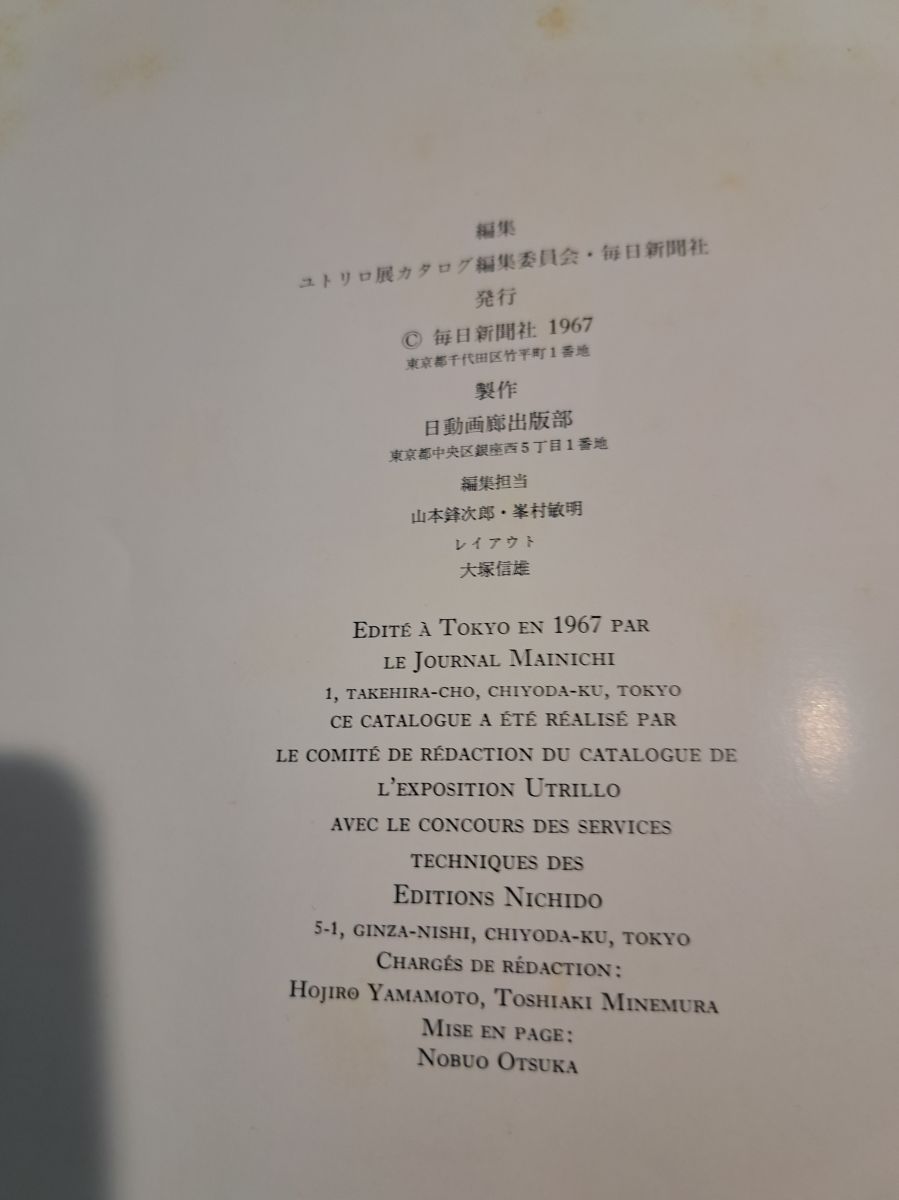 編集
ユトリロ展カタログ編集委員会・毎日新聞社
発行
© 毎日新聞社 1967
東京都千代田区竹平町1番地
製作
日動画廊出版部
東京都中央区銀座西5丁目1番地
編集担当
山本鋒次郎・峯村敏明
レイアウト
大塚信雄
EDITÉ À TOKYO EN 1967 PAR
LE JOURNAL MAINICHI
1, TAKEHIRA-CHO, CHIYODA-KU, TOKYO
CE CATALOGUE A ÉTÉ RÉALISÉ PAR
LE COMITÉ DE RÉDACTION DU CATALOGUE DE
L'EXPOSITION UTRILLO
AVEC LE CONCOURS DES SERVICES
TECHNIQUES DES
EDITIONS NICHIDO
5-1, GINZA-NISHI, CHIYODA-KU, TOKYO
CHARGÉS DE RÉDACTION:
HOJIRO YAMAMOTO, TOSHIAKI MINEMURA
MISE EN PAGE:
NOBUO OTSUKA